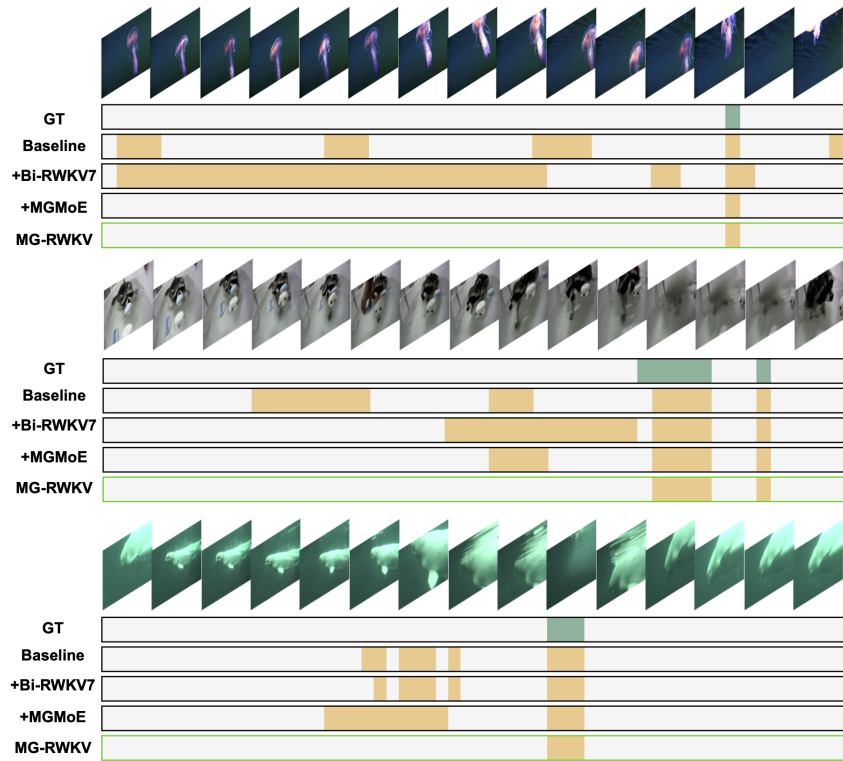 GT
Baseline
+Bi-RWKV7
+MGMoE
MG-RWKV
GT
Baseline
+Bi-RWKV7
+MGMoE
MG-RWKV
GT
Baseline
+Bi-RWKV7
+MGMoE
MG-RWKV